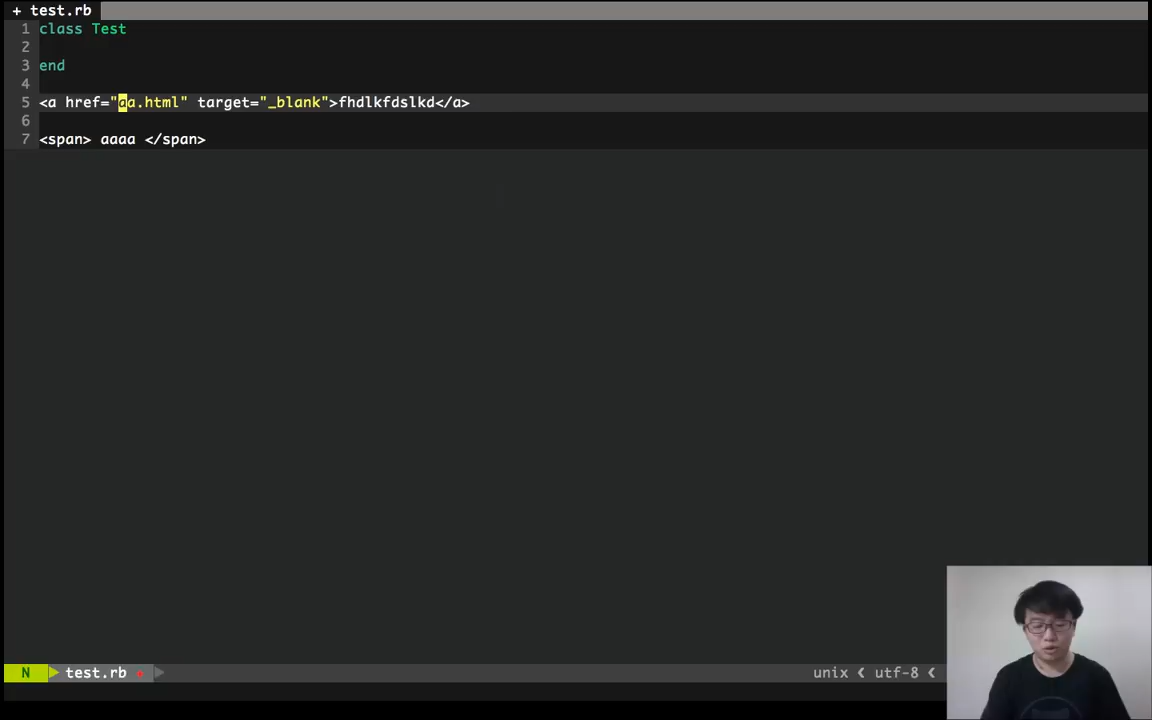 + test.rb
1 class Test
2
3 end
4
5 <a href="aa.html" target="_blank">fhdlkfdslkd</a>
6
7 <span> aaaa </span>
N test.rb unix ❮ utf-8 ❮